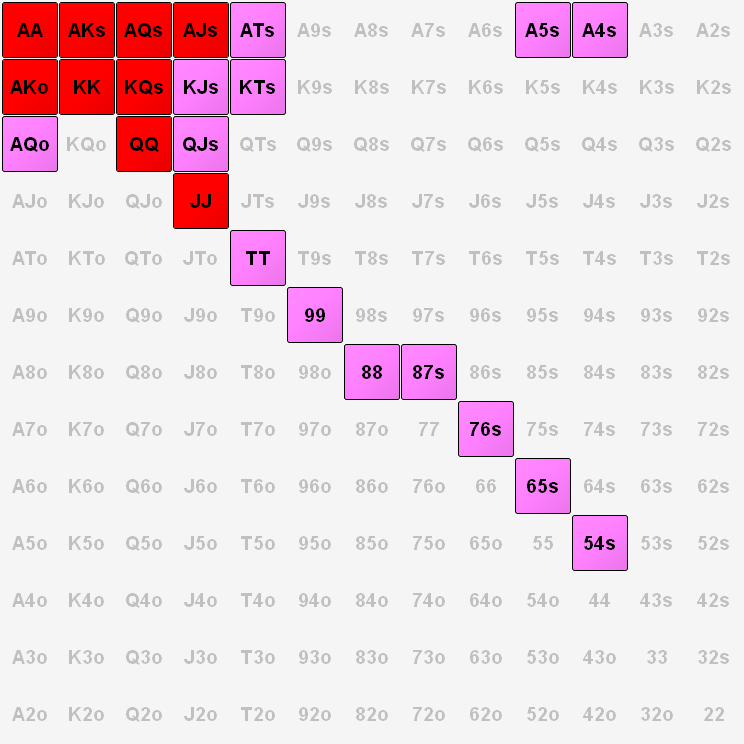 AA AKs AQs AJs ATs A9s A8s A7s A6s A5s A4s A3s A2s
AKo KK KQs KJs KTs K9s K8s K7s K6s K5s K4s K3s K2s
AQo KQo QQ QJs QTs Q9s Q8s Q7s Q6s Q5s Q4s Q3s Q2s
AJo KJo QJo JJ JTs J9s J8s J7s J6s J5s J4s J3s J2s
ATo KTo QTo JTo TT T9s T8s T7s T6s T5s T4s T3s T2s
A9o K9o Q9o J9o T9o 99 98s 97s 96s 95s 94s 93s 92s
A8o K8o Q8o J8o T8o 98o 88 87s 86s 85s 84s 83s 82s
A7o K7o Q7o J7o T7o 97o 87o 77 76s 75s 74s 73s 72s
A6o K6o Q6o J6o T6o 96o 86o 76o 66 65s 64s 63s 62s
A5o K5o Q5o J5o T5o 95o 85o 75o 65o 55 54s 53s 52s
A4o K4o Q4o J4o T4o 94o 84o 74o 64o 54o 44 43s 42s
A3o K3o Q3o J3o T3o 93o 83o 73o 63o 53o 43o 33 32s
A2o K2o Q2o J2o T2o 92o 82o 72o 62o 52o 42o 32o 22